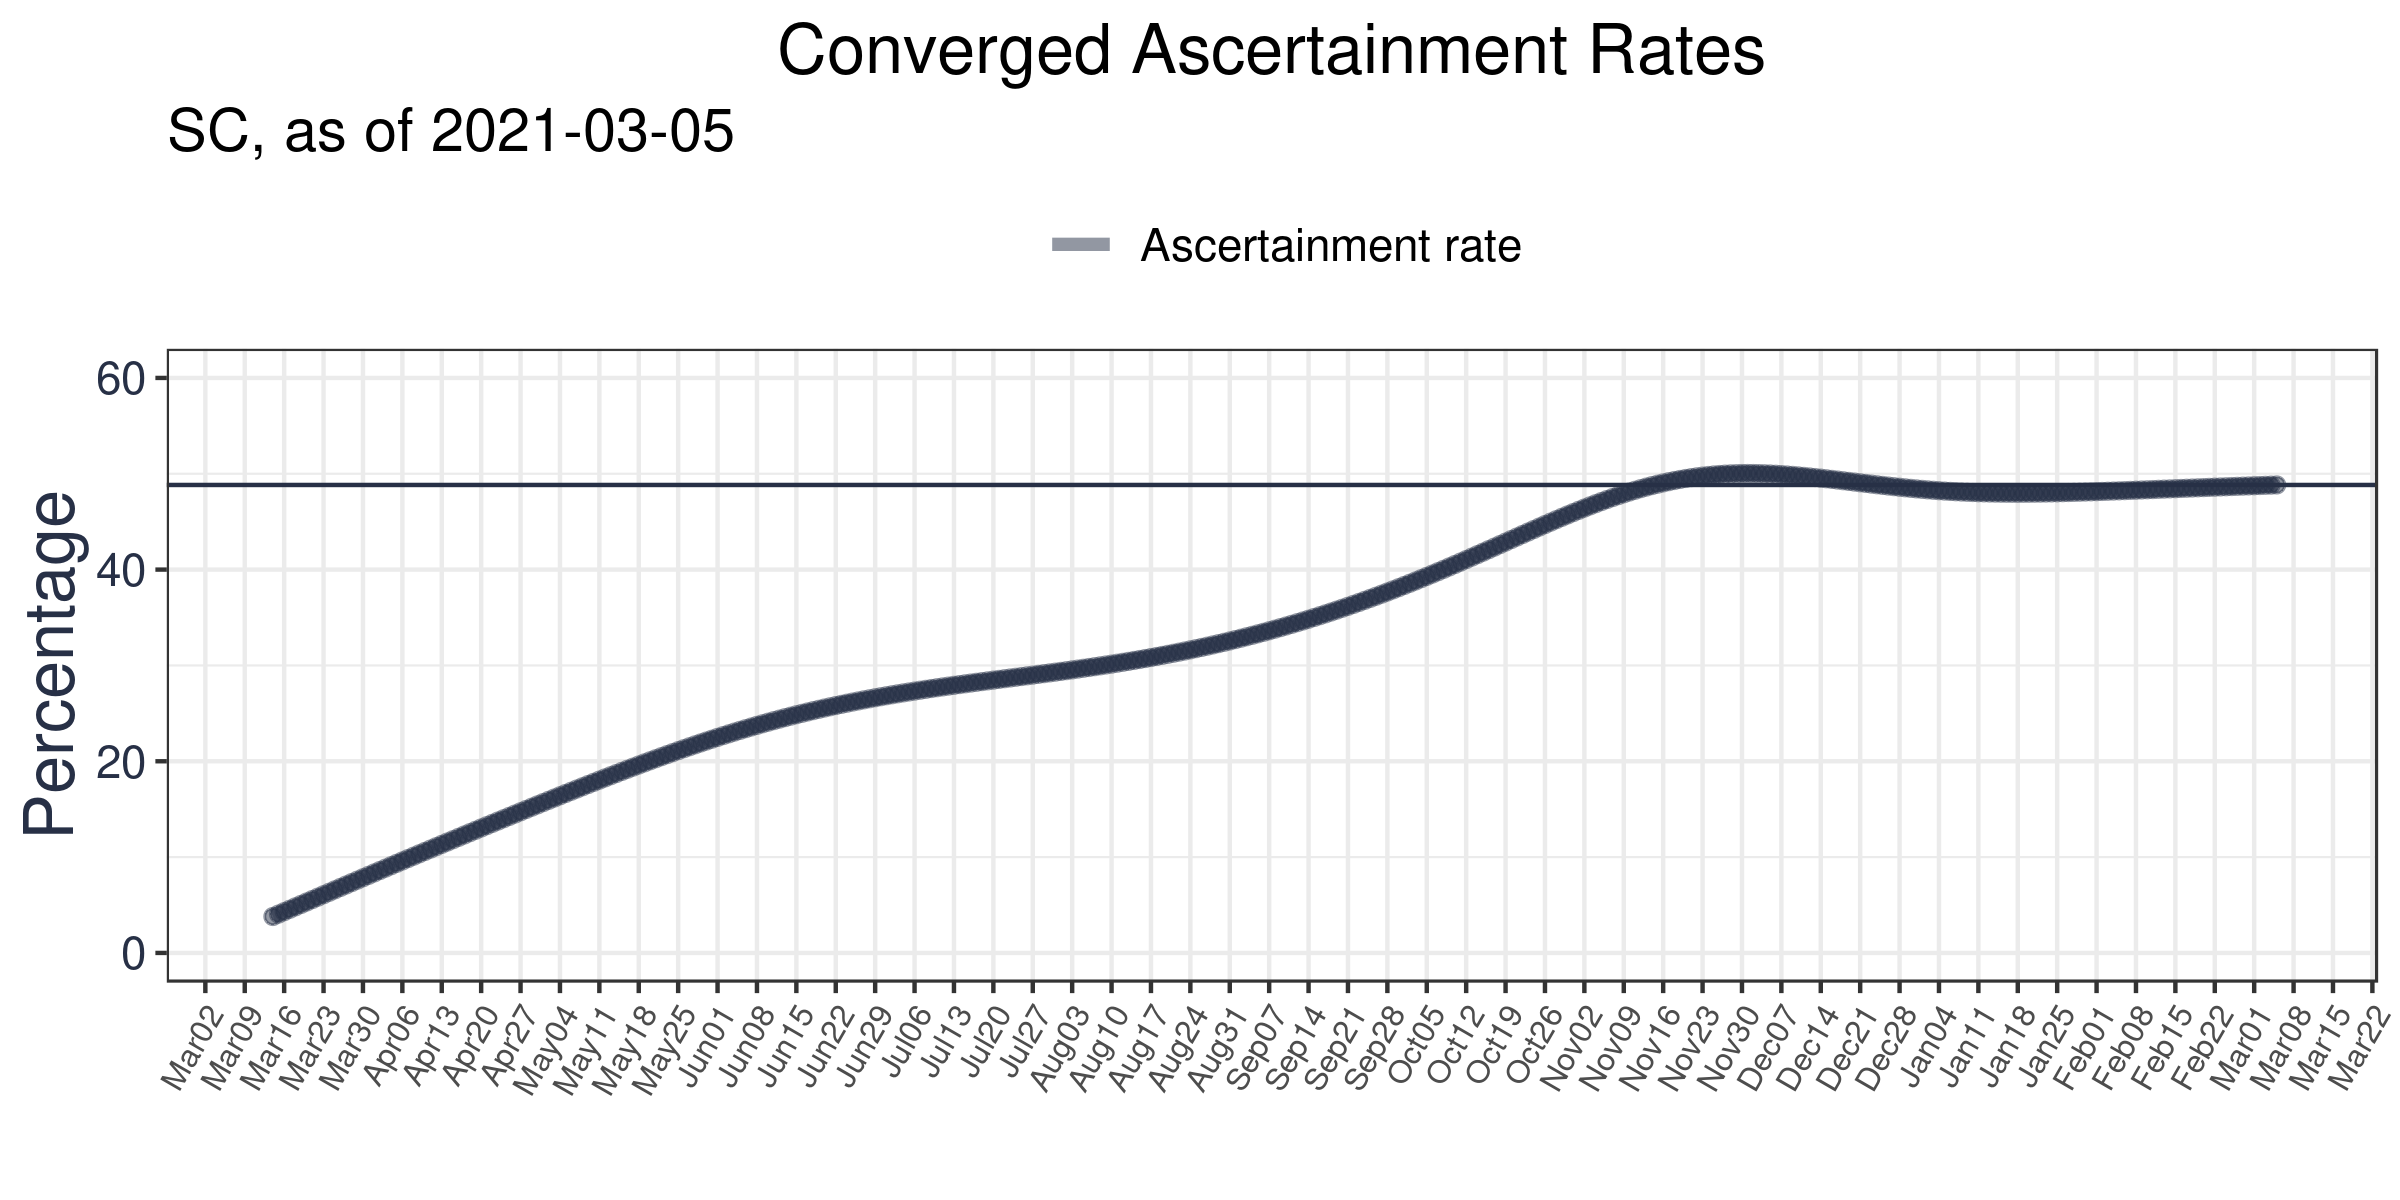 Converged Ascertainment Rates
SC, as of 2021-03-05
Ascertainment rate
Percentage
60
40
20
0
Mar02 Mar09 Mar16 Mar23 Mar30 Apr06 Apr13 Apr20 Apr27 May04 May11 May18 May25 Jun01 Jun08 Jun15 Jun22 Jun29 Jul06 Jul13 Jul20 Jul27 Aug03 Aug10 Aug17 Aug24 Aug31 Sep07 Sep14 Sep21 Sep28 Oct05 Oct12 Oct19 Oct26 Nov02 Nov09 Nov16 Nov23 Nov30 Dec07 Dec14 Dec21 Dec28 Jan04 Jan11 Jan18 Jan25 Feb01 Feb08 Feb15 Feb22 Mar01 Mar08 Mar15 Mar22